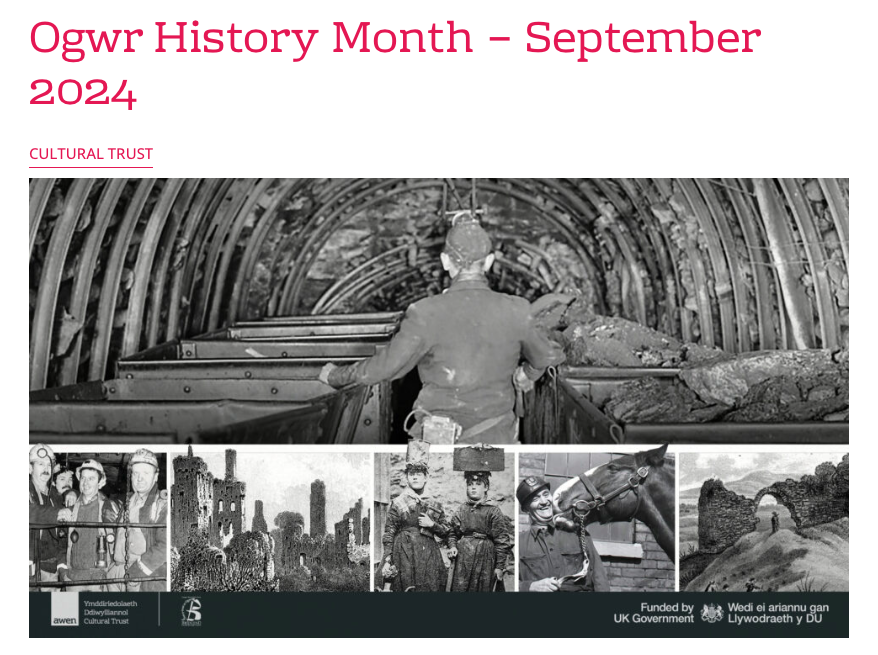 Ogwr History Month – September
2024
CULTURAL TRUST
awen
Ymddiriedolaeth
Ddiwylliannol
Cultural Trust
Funded by
UK Government
Wedi ei ariannu gan
Llywodraeth y DU